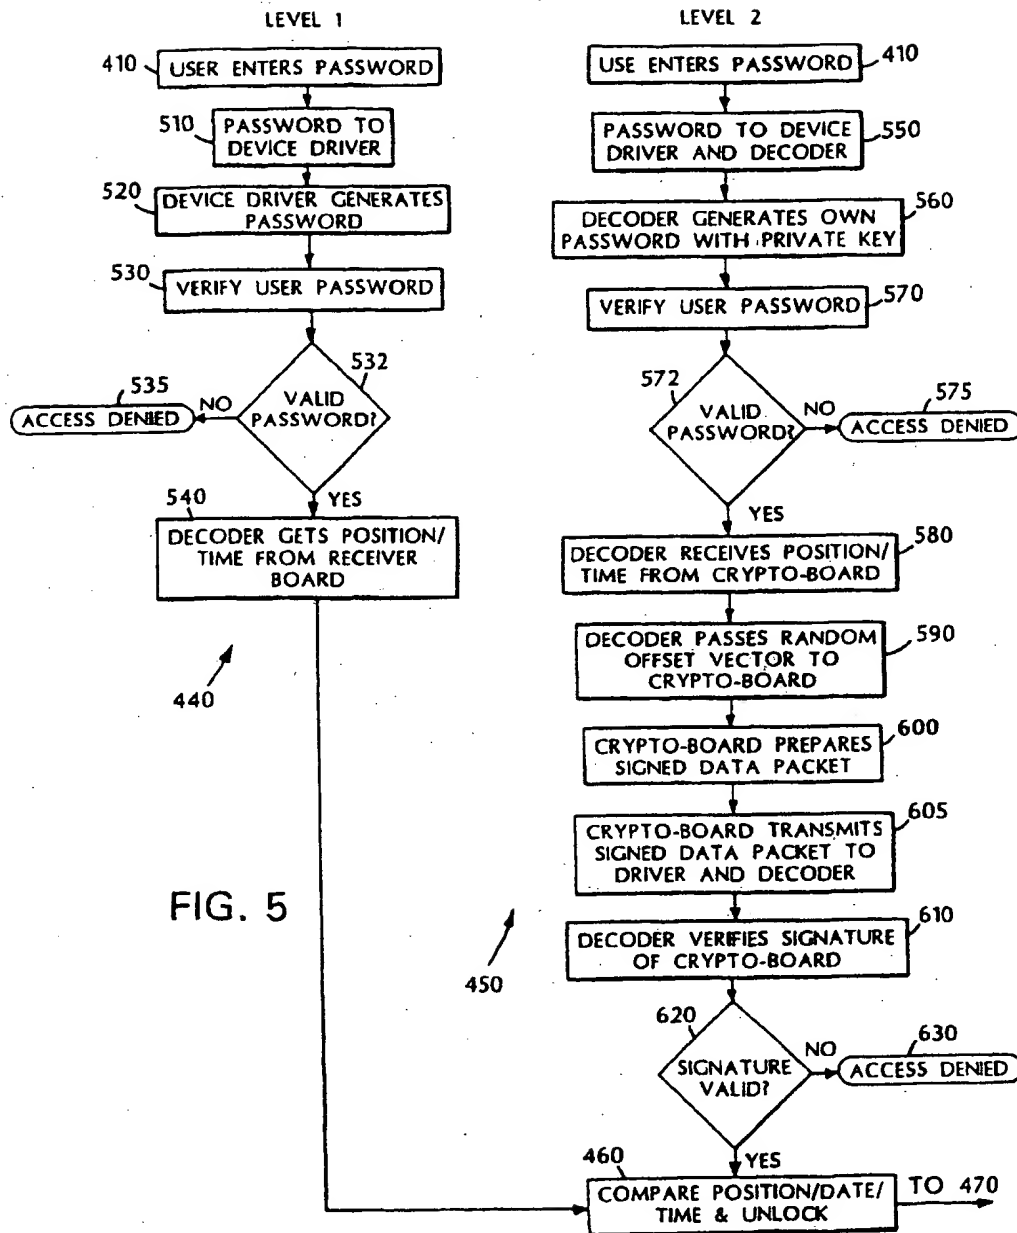 LEVEL 1
410
USER ENTERS PASSWORD
510
PASSWORD TO
DEVICE DRIVER
520
DEVICE DRIVER GENERATES
PASSWORD
530
VERIFY USER PASSWORD
532
VALID
PASSWORD?
NO
535
ACCESS DENIED
YES
540
DECODER GETS POSITION/
TIME FROM RECEIVER
BOARD
440
FIG. 5
LEVEL 2
USE ENTERS PASSWORD
410
PASSWORD TO DEVICE
DRIVER AND DECODER
550
DECODER GENERATES OWN
PASSWORD WITH PRIVATE KEY
560
VERIFY USER PASSWORD
570
572
VALID
PASSWORD?
NO
575
ACCESS DENIED
YES
DECODER RECEIVES POSITION/
TIME FROM CRYPTO-BOARD
580
DECODER PASSES RANDOM
OFFSET VECTOR TO
CRYPTO-BOARD
590
CRYPTO-BOARD PREPARES
SIGNED DATA PACKET
600
CRYPTO-BOARD TRANSMITS
SIGNED DATA PACKET TO
DRIVER AND DECODER
605
DECODER VERIFIES SIGNATURE
OF CRYPTO-BOARD
610
450
620
SIGNATURE
VALID?
NO
630
ACCESS DENIED
YES
460
COMPARE POSITION/DATE/
TIME & UNLOCK
TO 470